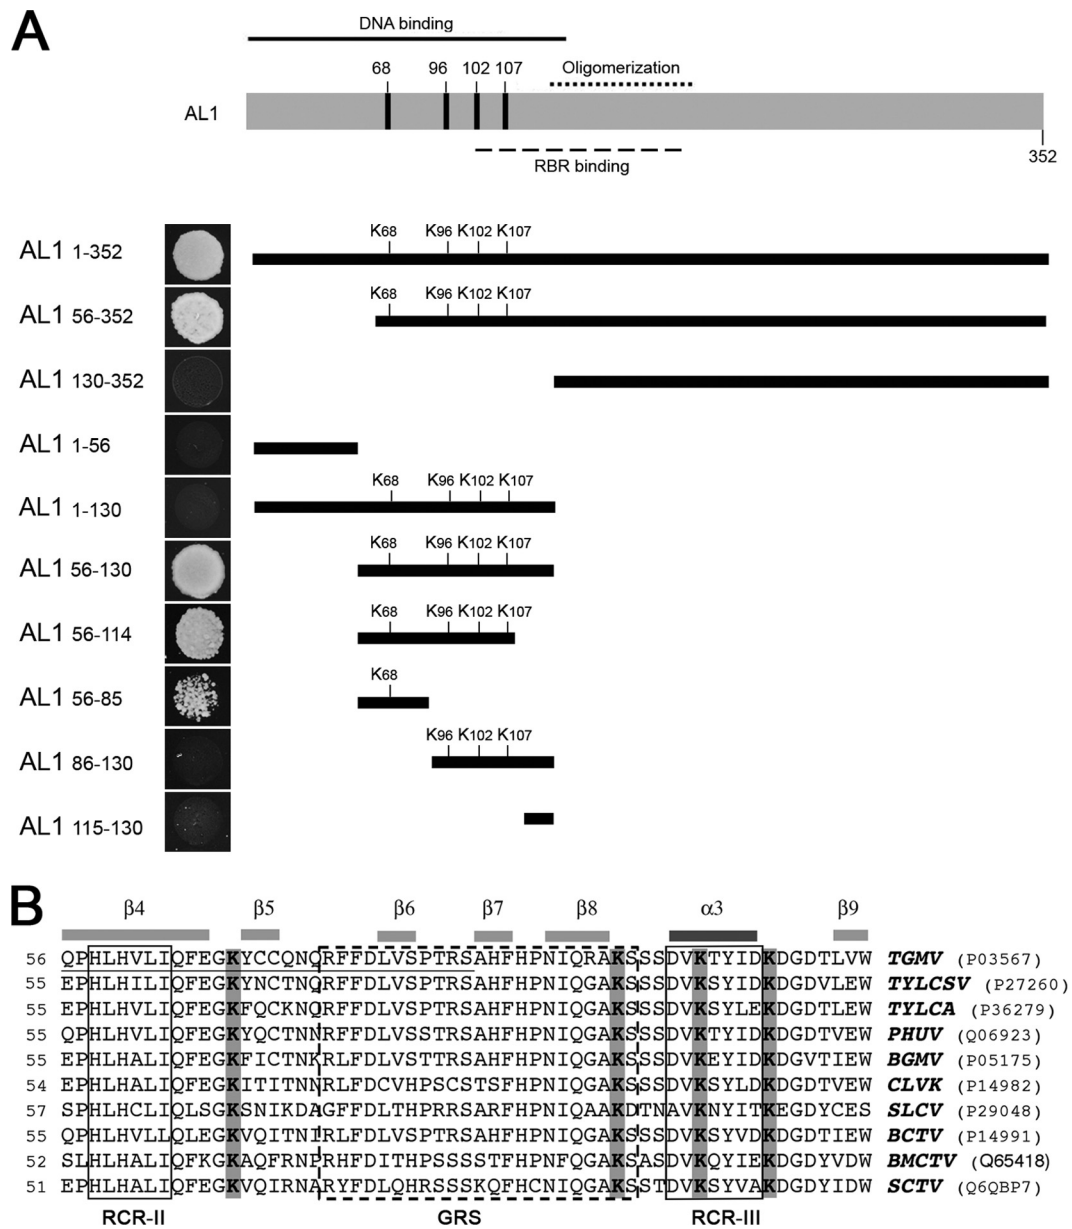 A
DNA binding
68 96 102 107 Oligomerization
AL1
RBR binding
352
K68 K96 K102 K107
AL1 1-352
K68 K96 K102 K107
AL1 56-352
AL1 130-352
AL1 1-56
K68 K96 K102 K107
AL1 1-130
K68 K96 K102 K107
AL1 56-130
K68 K96 K102 K107
AL1 56-114
K68
AL1 56-85
K96 K102 K107
AL1 86-130
AL1 115-130
B
β4 β5 β6 β7 β8 α3 β9
56 QPHLHVLIQFEGKYCCQNQRFFDLVSPTRSAHFHPNIQRAKSSSDVKTYIDKDGDTLVW TGMV (P03567)
55 EPHLHILIQFEGKYNCTNQRFFDLVSPTRSAHFHPNIQGAKSSSDVKSYIDKDGDVLEW TYLCSV (P27260)
55 EPHLHVLIQFEGKFQCKNQRFFDLVSPTRSAHFHPNIQGAKSSSDVKSYLEKDGDTLEW TYLCA (P36279)
55 QPHLHVLIQFEGKYQCTNNRFFDLVSSTRSAHFHPNIQGAKSSSDVKTYIDKDGDTVEW PHUV (Q06923)
55 EPHLHALIQFEGKFICTNKRLFDLVSTTRSAHFHPNIQGAKSSSDVKEYIDKDGVTIEW BGMV (P05175)
54 EPHLHALIQFEGKITITNNRLFDCVHPSCSTSFHPNIQGAKSSSDVKSYLDKDGDTVEW CLVK (P14982)
57 SPHLHCLIQLSGKSNIKDAGFFDLTHPRRSARFHPNIQAAKDTNAVKNYITKEGDYCES SLCV (P29048)
55 QPHLHVLLQLEGKVQITNIRLFDLVSPTRSAHFHPNIQGAKSSSDVKSYVDKDGDTIEW BCTV (P14991)
52 SLHLHALIQFKGKAQFRNPRHFDITHPSSSSTFHPNFQGAKSASDVKQYIEKDGDYVDW BMCTV (Q65418)
51 EPHLHALIQFEGKVQIRNARYFDLQHRSSSKQFHCNIQGAKSSTDVKSYVAKDGDYIDW SCTV (Q6QBP7)
RCR-II GRS RCR-III